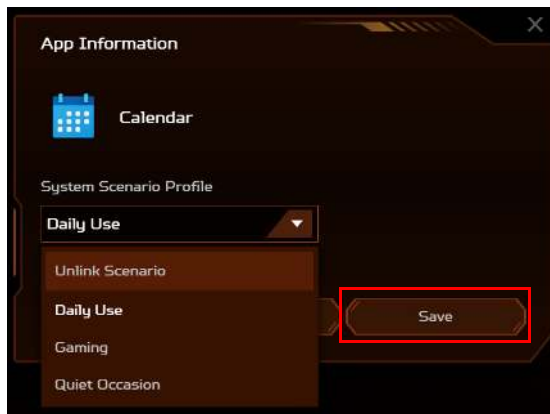 App Information
Calendar
System Scenario Profile
Daily Use
Unlink Scenario
Daily Use
Gaming
Quiet Occasion
Save